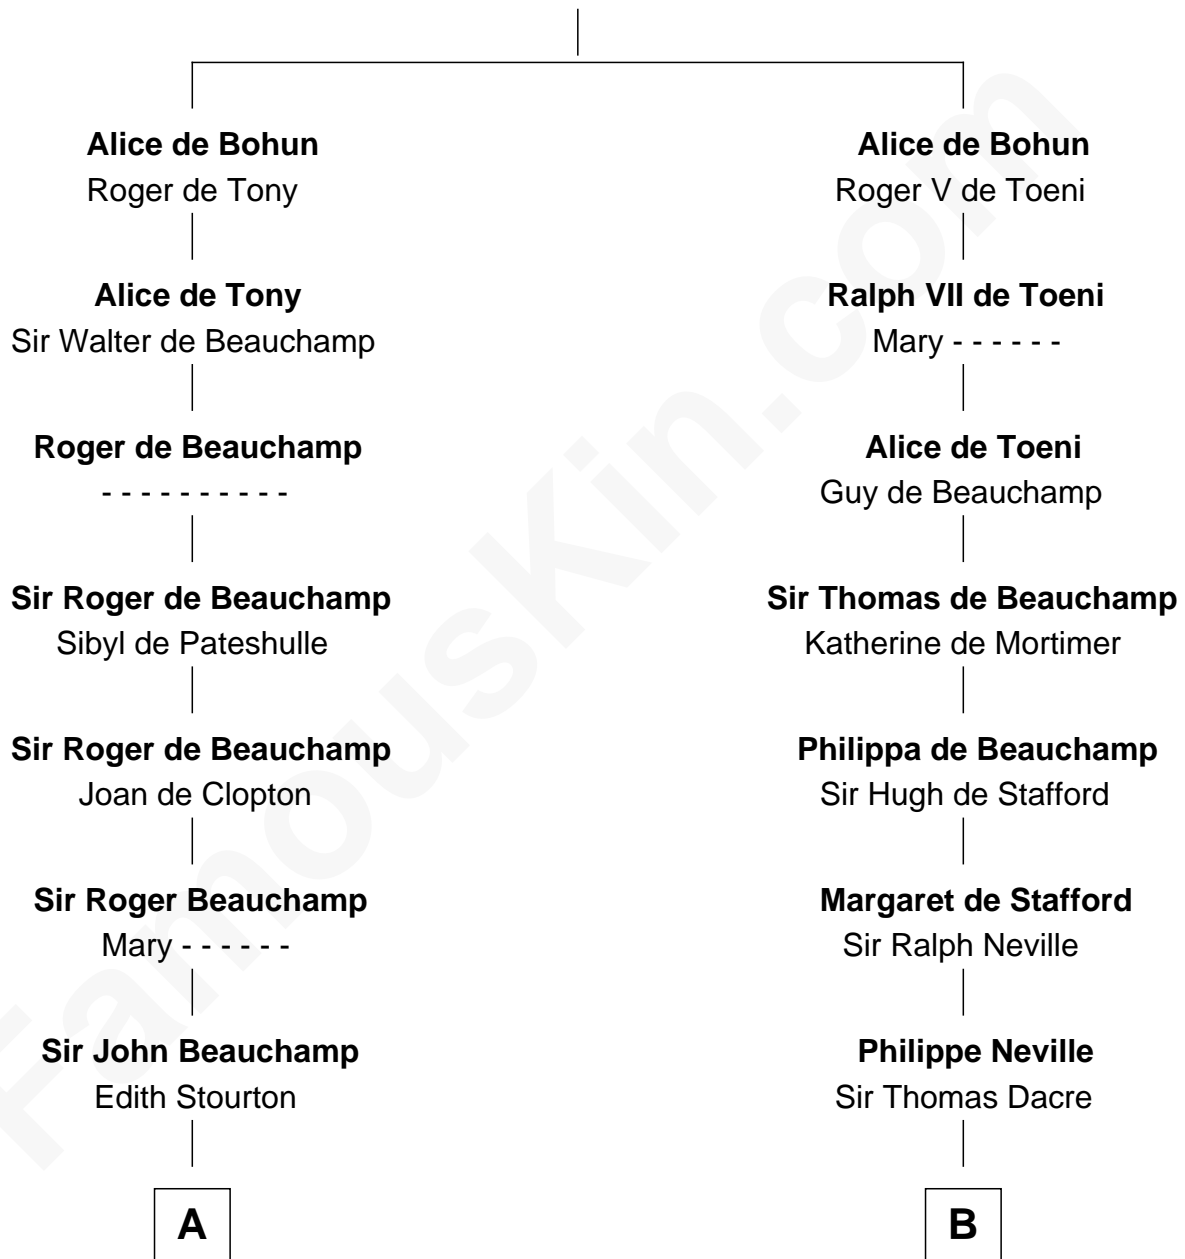 Alice de Bohun
Roger de Tony
Alice de Tony
Sir Walter de Beauchamp
Roger de Beauchamp
- - - - - - - - - -
Sir Roger de Beauchamp
Sibyl de Pateshulle
Sir Roger de Beauchamp
Joan de Clopton
Sir Roger Beauchamp
Mary - - - - - -
Sir John Beauchamp
Edith Stourton
A
Alice de Bohun
Roger V de Toeni
Ralph VII de Toeni
Mary - - - - - -
Alice de Toeni
Guy de Beauchamp
Sir Thomas de Beauchamp
Katherine de Mortimer
Philippa de Beauchamp
Sir Hugh de Stafford
Margaret de Stafford
Sir Ralph Neville
Philippe Neville
Sir Thomas Dacre
B
FamousKin.com